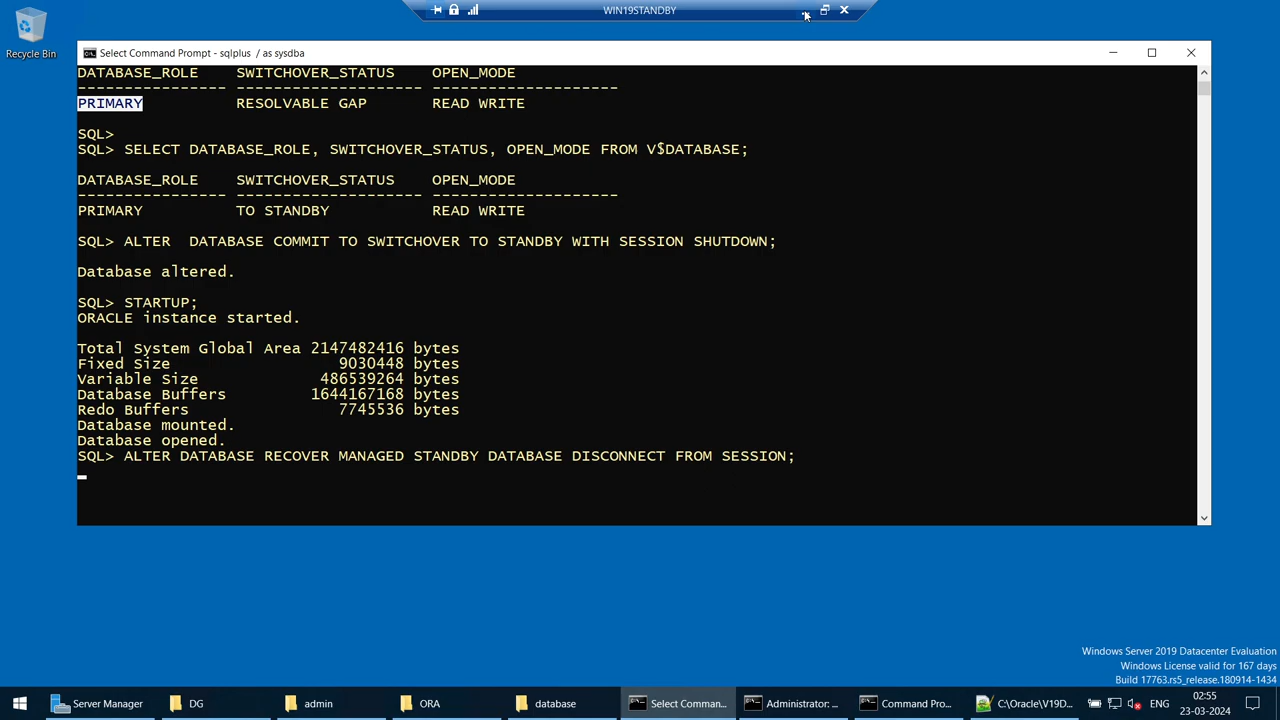 WIN19STANDBY
Recycle Bin
Select Command Prompt - sqlplus / as sysdba
DATABASE_ROLE    SWITCHOVER_STATUS    OPEN_MODE
---------------- -------------------- --------------------
PRIMARY          RESOLVABLE GAP       READ WRITE
SQL>
SQL> SELECT DATABASE_ROLE, SWITCHOVER_STATUS, OPEN_MODE FROM V$DATABASE;
DATABASE_ROLE    SWITCHOVER_STATUS    OPEN_MODE
---------------- -------------------- --------------------
PRIMARY          TO STANDBY           READ WRITE
SQL> ALTER  DATABASE COMMIT TO SWITCHOVER TO STANDBY WITH SESSION SHUTDOWN;
Database altered.
SQL> STARTUP;
ORACLE instance started.
Total System Global Area 2147482416 bytes
Fixed Size                  9030448 bytes
Variable Size             486539264 bytes
Database Buffers         1644167168 bytes
Redo Buffers                7745536 bytes
Database mounted.
Database opened.
SQL> ALTER DATABASE RECOVER MANAGED STANDBY DATABASE DISCONNECT FROM SESSION;
Windows Server 2019 Datacenter Evaluation
Windows License valid for 167 days
Build 17763.rs5_release.180914-1434
Server Manager
DG
admin
ORA
database
Select Comman...
Administrator: ...
Command Pro...
C:\Oracle\V19D...
ENG
02:55
23-03-2024